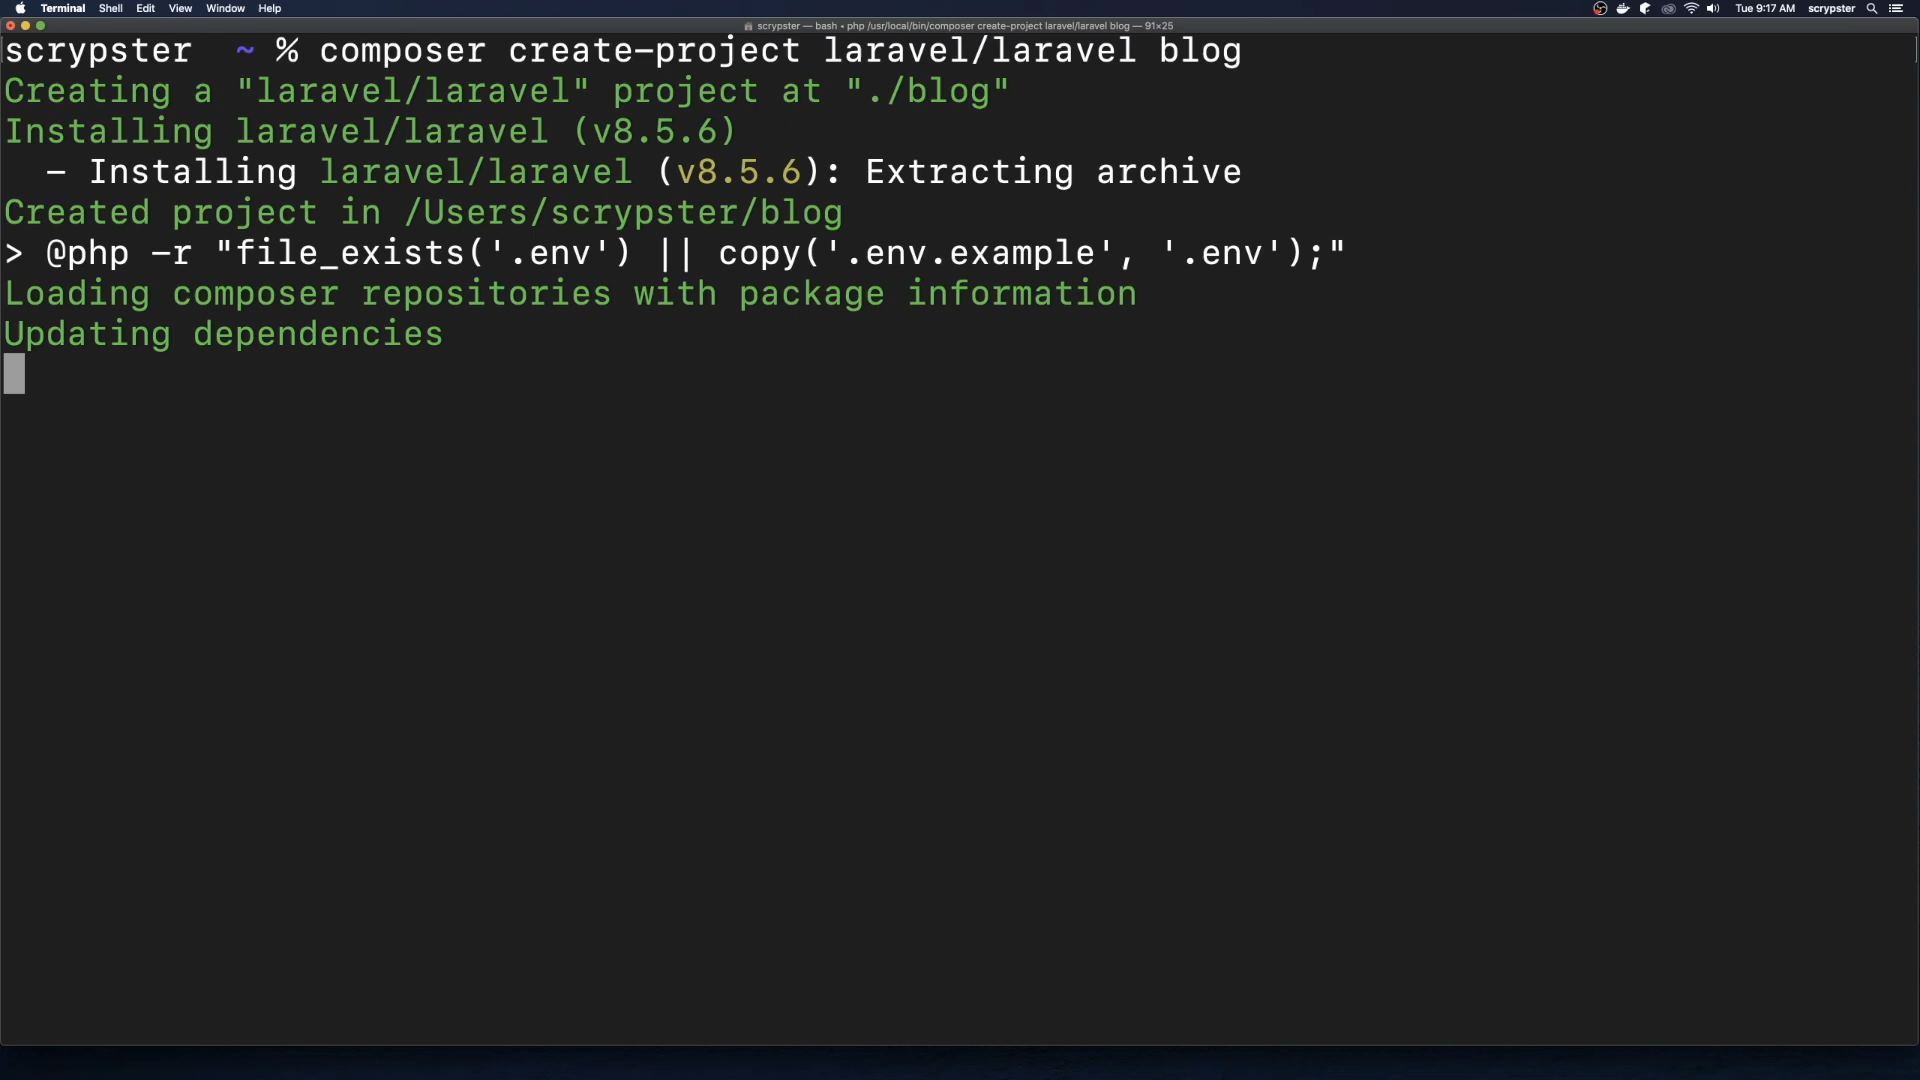 Terminal Shell Edit View Window Help Tue 9:17 AM scrypster
scrypster — bash • php /usr/local/bin/composer create-project laravel/laravel blog — 91×25
scrypster ~ % composer create-project laravel/laravel blog
Creating a "laravel/laravel" project at "./blog"
Installing laravel/laravel (v8.5.6)
  - Installing laravel/laravel (v8.5.6): Extracting archive
Created project in /Users/scrypster/blog
> @php -r "file_exists('.env') || copy('.env.example', '.env');"
Loading composer repositories with package information
Updating dependencies